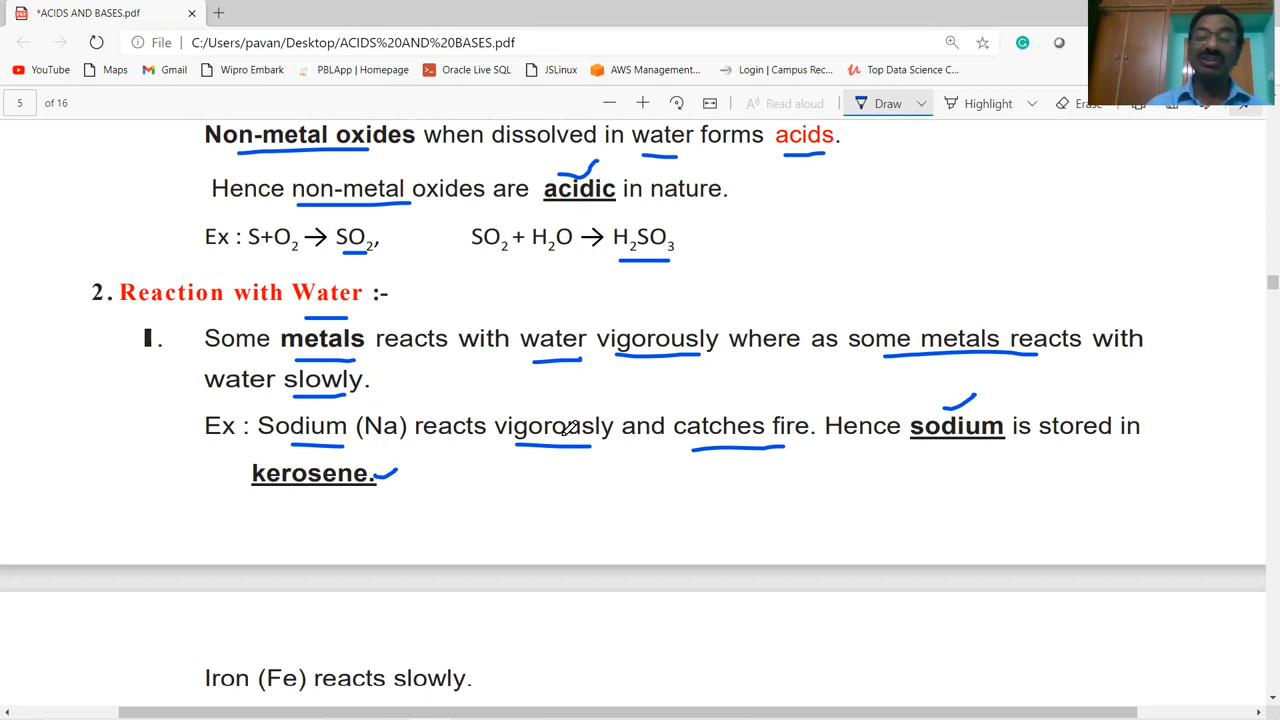 *ACIDS AND BASES.pdf
File C:/Users/pavan/Desktop/ACIDS%20AND%20BASES.pdf
YouTube Maps Gmail Wipro Embark PBLApp | Homepage Oracle Live SQL JSLinux AWS Management... Login | Campus Rec... Top Data Science C...
5 of 16 Read aloud Draw Highlight Erase
Non-metal oxides when dissolved in water forms acids.
Hence non-metal oxides are acidic in nature.
Ex : S+O₂ → SO₂, SO₂ + H₂O → H₂SO₃
2. Reaction with Water :-
I. Some metals reacts with water vigorously where as some metals reacts with
water slowly.
Ex : Sodium (Na) reacts vigorously and catches fire. Hence sodium is stored in
kerosene.
Iron (Fe) reacts slowly.